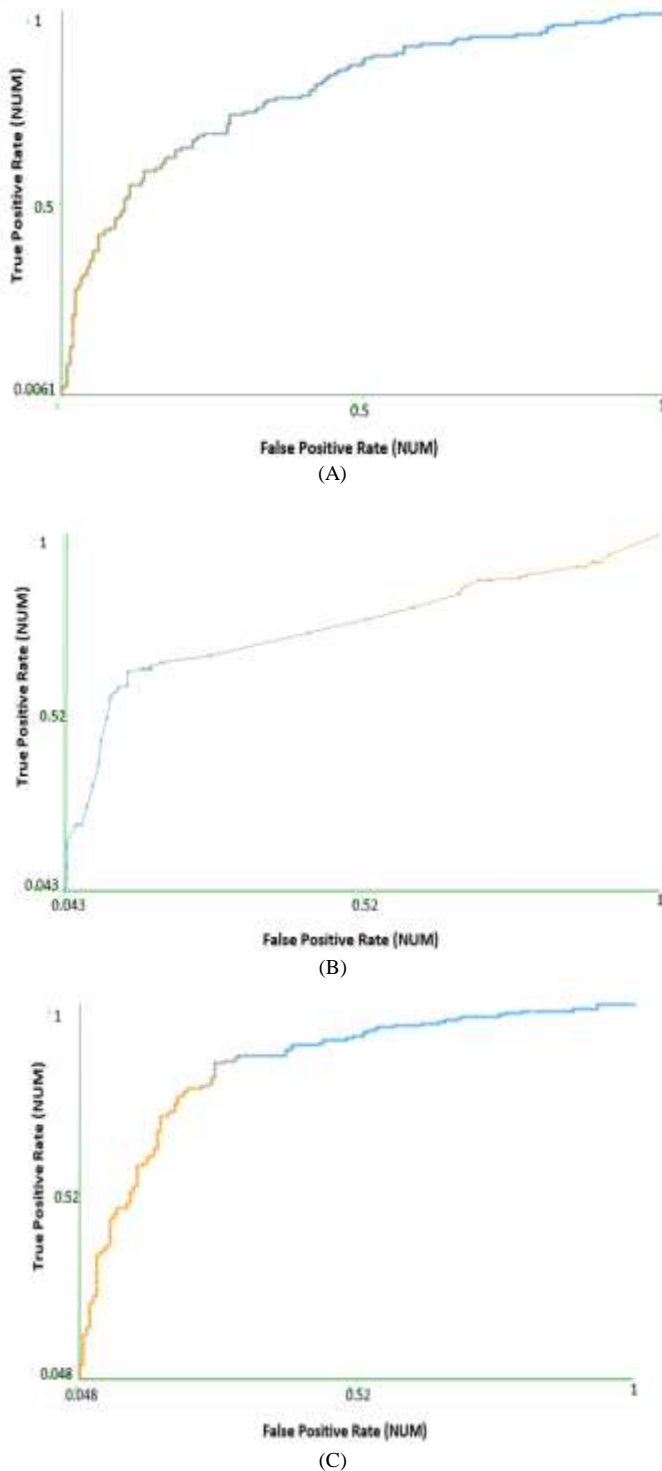 1
True Positive Rate (NUM)
0.5
0.0061
0.5
1
False Positive Rate (NUM)
(A)
1
True Positive Rate (NUM)
0.52
0.043
0.043
0.52
1
False Positive Rate (NUM)
(B)
1
True Positive Rate (NUM)
0.52
0.048
0.048
0.52
1
False Positive Rate (NUM)
(C)